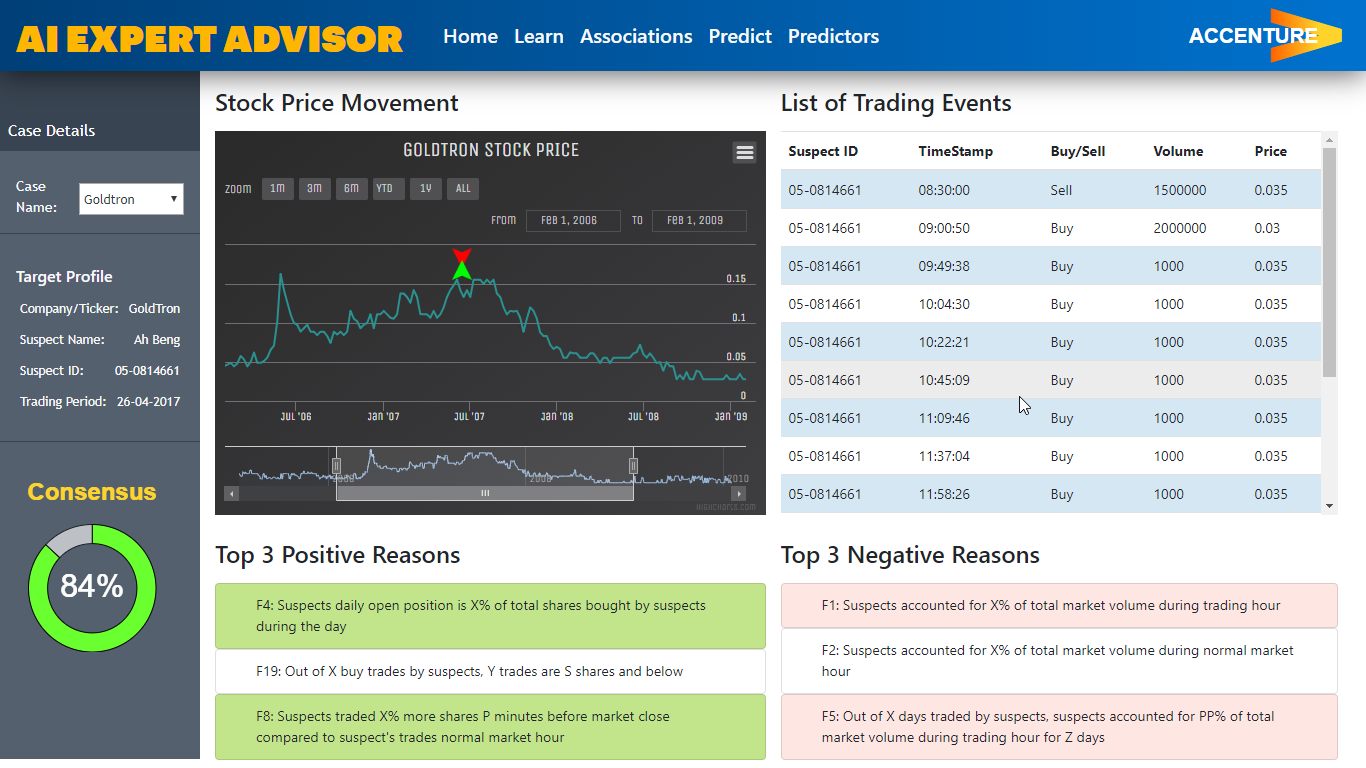 AI EXPERT ADVISOR
Home Learn Associations Predict Predictors
ACCENTURE
Case Details
Case
Name:
Goldtron
Target Profile
Company/Ticker: GoldTron
Suspect Name: Ah Beng
Suspect ID: 05-0814661
Trading Period: 26-04-2017
Consensus
84%
Stock Price Movement
GOLDTRON STOCK PRICE
Zoom 1m 3m 6m YTD 1y All
From Feb 1, 2006 To Feb 1, 2009
0.15
0.1
0.05
0
Jul '06 Jan '07 Jul '07 Jan '08 Jul '08 Jan '09
2006 2008 2010
Highcharts.com
List of Trading Events
Suspect ID TimeStamp Buy/Sell Volume Price
05-0814661 08:30:00 Sell 1500000 0.035
05-0814661 09:00:50 Buy 2000000 0.03
05-0814661 09:49:38 Buy 1000 0.035
05-0814661 10:04:30 Buy 1000 0.035
05-0814661 10:22:21 Buy 1000 0.035
05-0814661 10:45:09 Buy 1000 0.035
05-0814661 11:09:46 Buy 1000 0.035
05-0814661 11:37:04 Buy 1000 0.035
05-0814661 11:58:26 Buy 1000 0.035
Top 3 Positive Reasons
F4: Suspects daily open position is X% of total shares bought by suspects
during the day
F19: Out of X buy trades by suspects, Y trades are S shares and below
F8: Suspects traded X% more shares P minutes before market close
compared to suspect's trades normal market hour
Top 3 Negative Reasons
F1: Suspects accounted for X% of total market volume during trading hour
F2: Suspects accounted for X% of total market volume during normal market
hour
F5: Out of X days traded by suspects, suspects accounted for PP% of total
market volume during trading hour for Z days